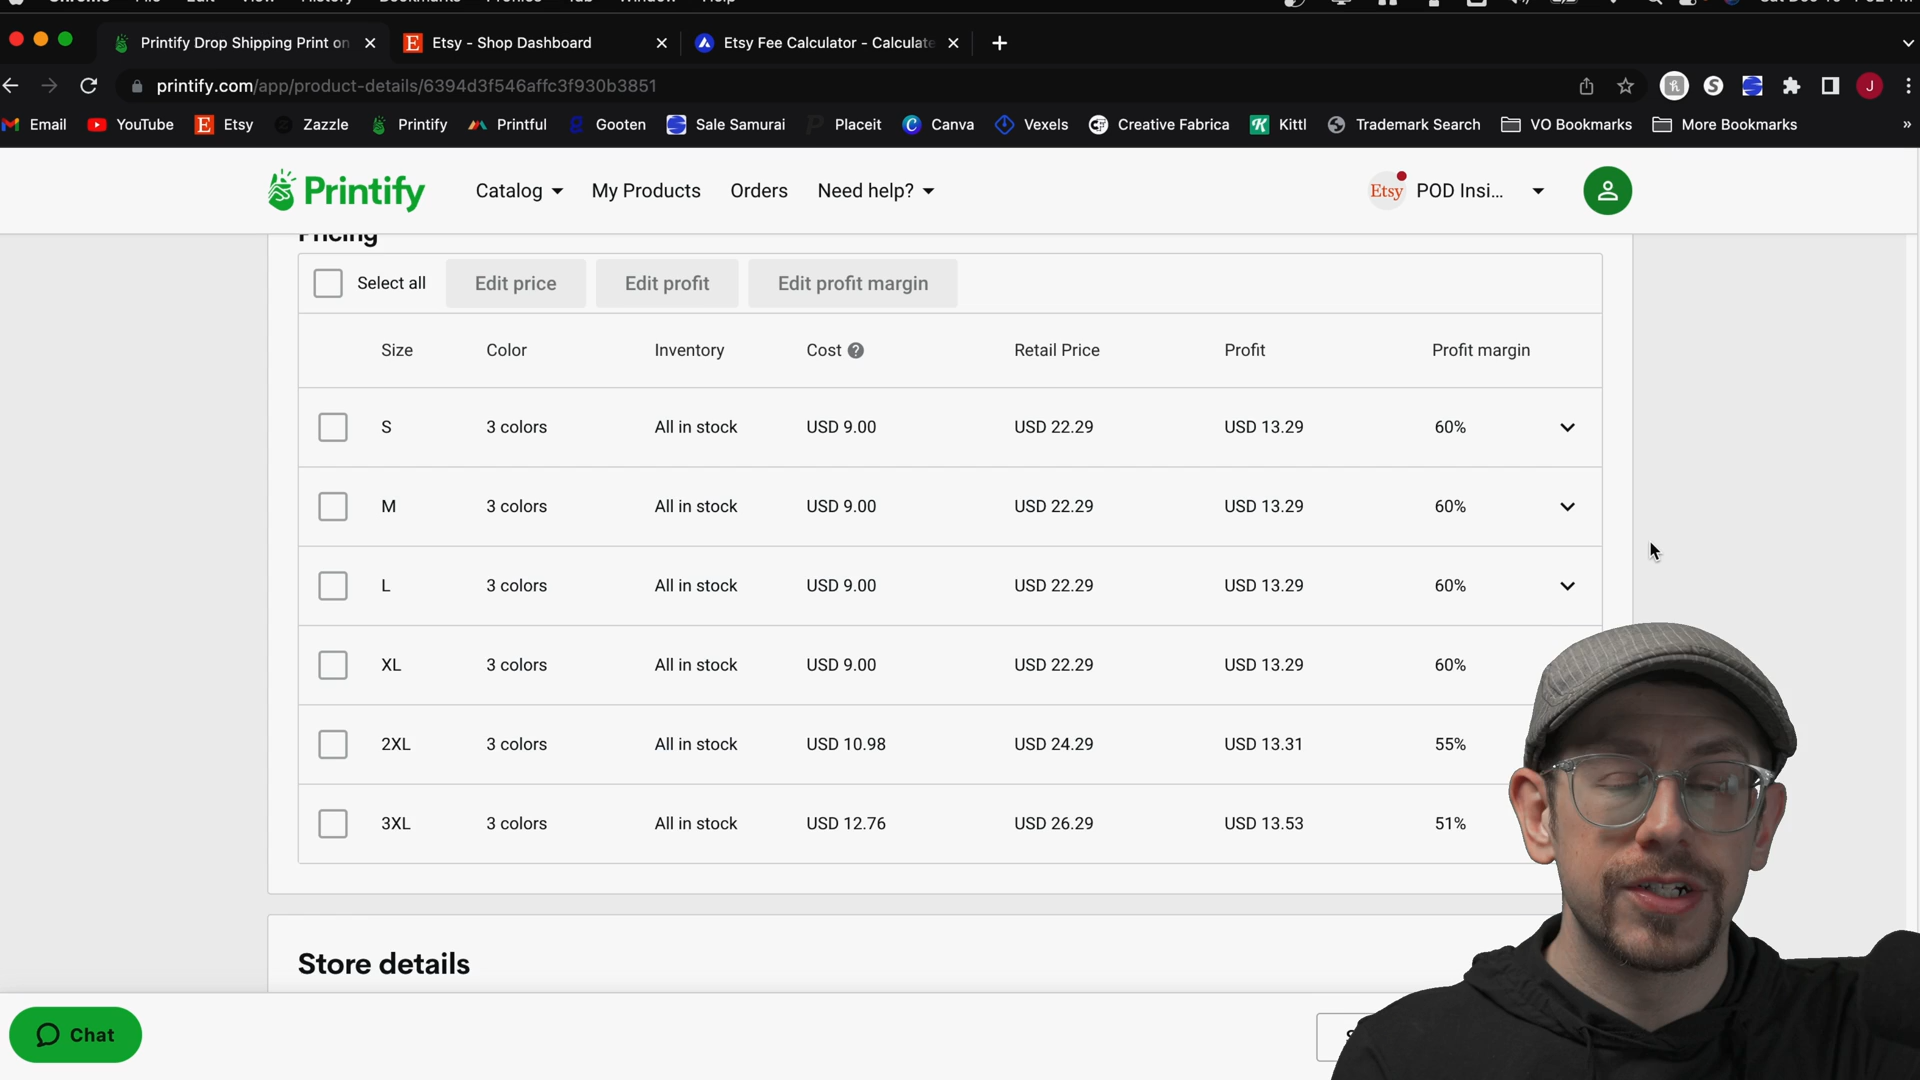 Printify Drop Shipping Print on
Etsy - Shop Dashboard
Etsy Fee Calculator - Calculate
printify.com/app/product-details/6394d3f546affc3f930b3851
J
Email
YouTube
Etsy
Zazzle
Printify
Printful
Gooten
Sale Samurai
Placeit
Canva
Vexels
Creative Fabrica
Kittl
Trademark Search
VO Bookmarks
More Bookmarks
»
Printify
Catalog
My Products
Orders
Need help?
Etsy
POD Insi...
Pricing
Select all
Edit price
Edit profit
Edit profit margin
Size Color Inventory Cost Retail Price Profit Profit margin
S 3 colors All in stock USD 9.00 USD 22.29 USD 13.29 60%
M 3 colors All in stock USD 9.00 USD 22.29 USD 13.29 60%
L 3 colors All in stock USD 9.00 USD 22.29 USD 13.29 60%
XL 3 colors All in stock USD 9.00 USD 22.29 USD 13.29 60%
2XL 3 colors All in stock USD 10.98 USD 24.29 USD 13.31 55%
3XL 3 colors All in stock USD 12.76 USD 26.29 USD 13.53 51%
Store details
Chat